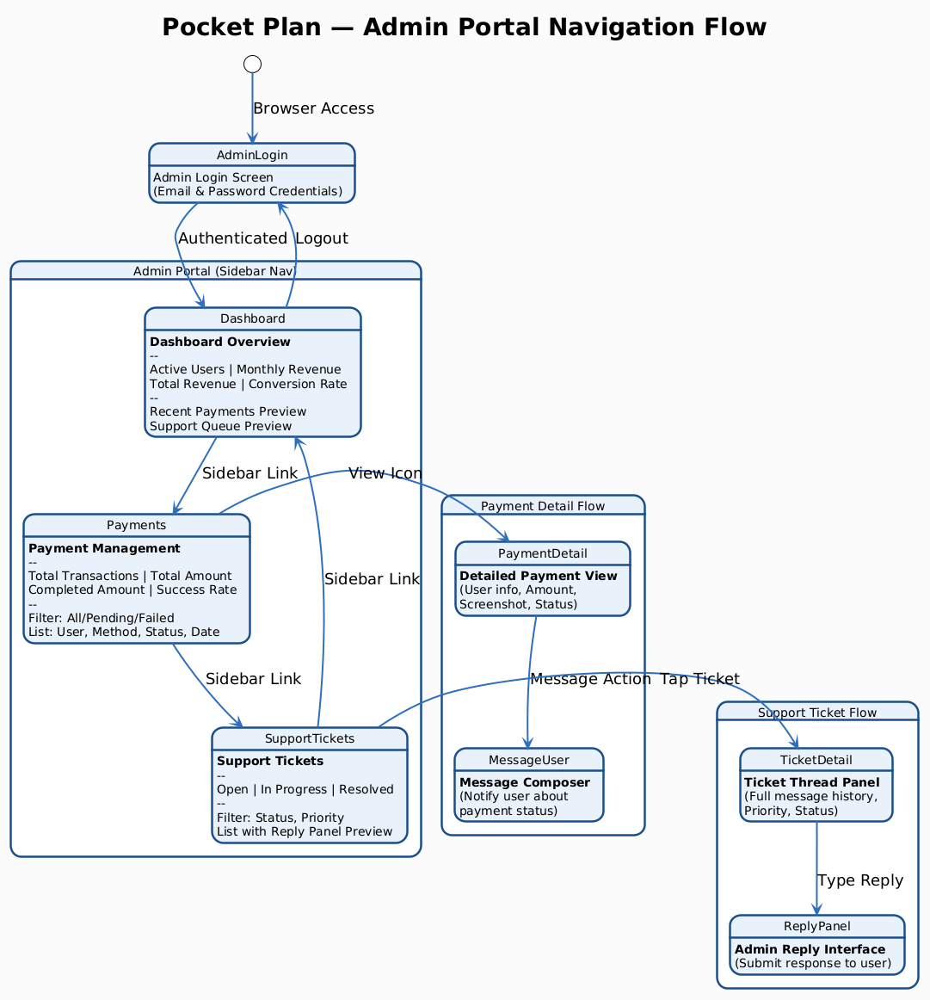 Pocket Plan — Admin Portal Navigation Flow
Browser Access
AdminLogin
Admin Login Screen
(Email & Password Credentials)
Authenticated
Logout
Admin Portal (Sidebar Nav)
Dashboard
Dashboard Overview
--
Active Users | Monthly Revenue
Total Revenue | Conversion Rate
--
Recent Payments Preview
Support Queue Preview
Sidebar Link
View Icon
Payment Detail Flow
Payments
Payment Management
--
Total Transactions | Total Amount
Completed Amount | Success Rate
--
Filter: All/Pending/Failed
List: User, Method, Status, Date
PaymentDetail
Detailed Payment View
(User info, Amount,
Screenshot, Status)
Sidebar Link
Sidebar Link
Message Action
Tap Ticket
Support Ticket Flow
SupportTickets
Support Tickets
--
Open | In Progress | Resolved
--
Filter: Status, Priority
List with Reply Panel Preview
MessageUser
Message Composer
(Notify user about
payment status)
TicketDetail
Ticket Thread Panel
(Full message history,
Priority, Status)
Type Reply
ReplyPanel
Admin Reply Interface
(Submit response to user)